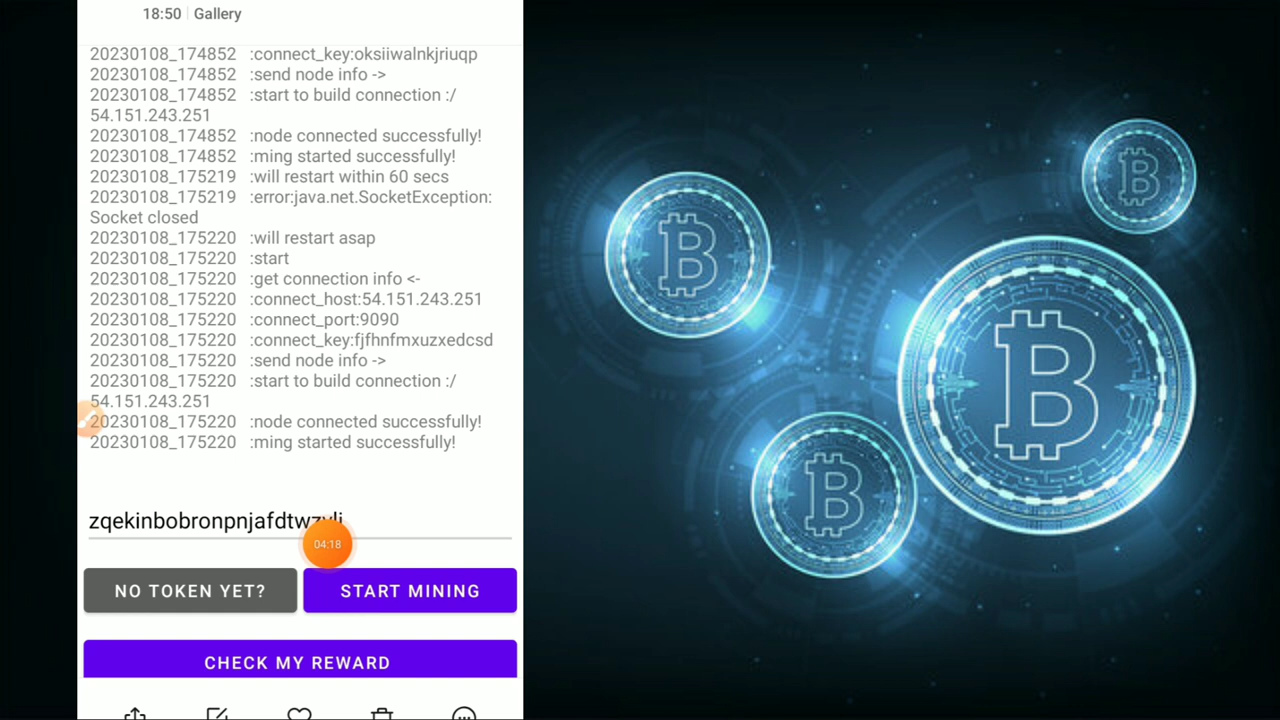 18:50 Gallery
20230108_174852 :connect_key:oksiiwalnkjriuqp
20230108_174852 :send node info ->
20230108_174852 :start to build connection :/
54.151.243.251
20230108_174852 :node connected successfully!
20230108_174852 :ming started successfully!
20230108_175219 :will restart within 60 secs
20230108_175219 :error:java.net.SocketException:
Socket closed
20230108_175220 :will restart asap
20230108_175220 :start
20230108_175220 :get connection info <-
20230108_175220 :connect_host:54.151.243.251
20230108_175220 :connect_port:9090
20230108_175220 :connect_key:fjfhnfmxuzxedcsd
20230108_175220 :send node info ->
20230108_175220 :start to build connection :/
54.151.243.251
20230108_175220 :node connected successfully!
20230108_175220 :ming started successfully!
04:18
NO TOKEN YET? START MINING
CHECK MY REWARD